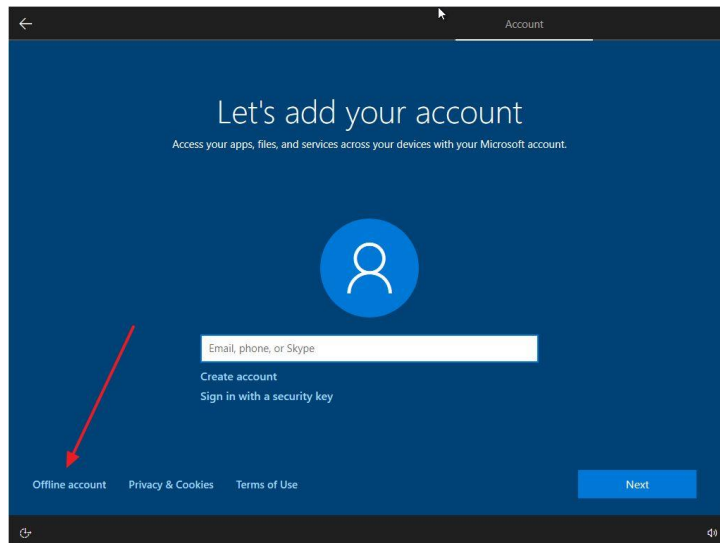 Account
Let's add your account
Access your apps, files, and services across your devices with your Microsoft account.
Email, phone, or Skype
Create account
Sign in with a security key
Offline account Privacy & Cookies Terms of Use Next